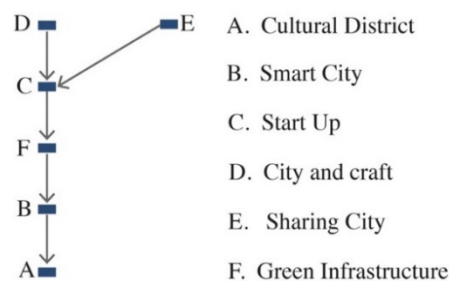 D
E
C
F
B
A
A. Cultural District
B. Smart City
C. Start Up
D. City and craft
E. Sharing City
F. Green Infrastructure